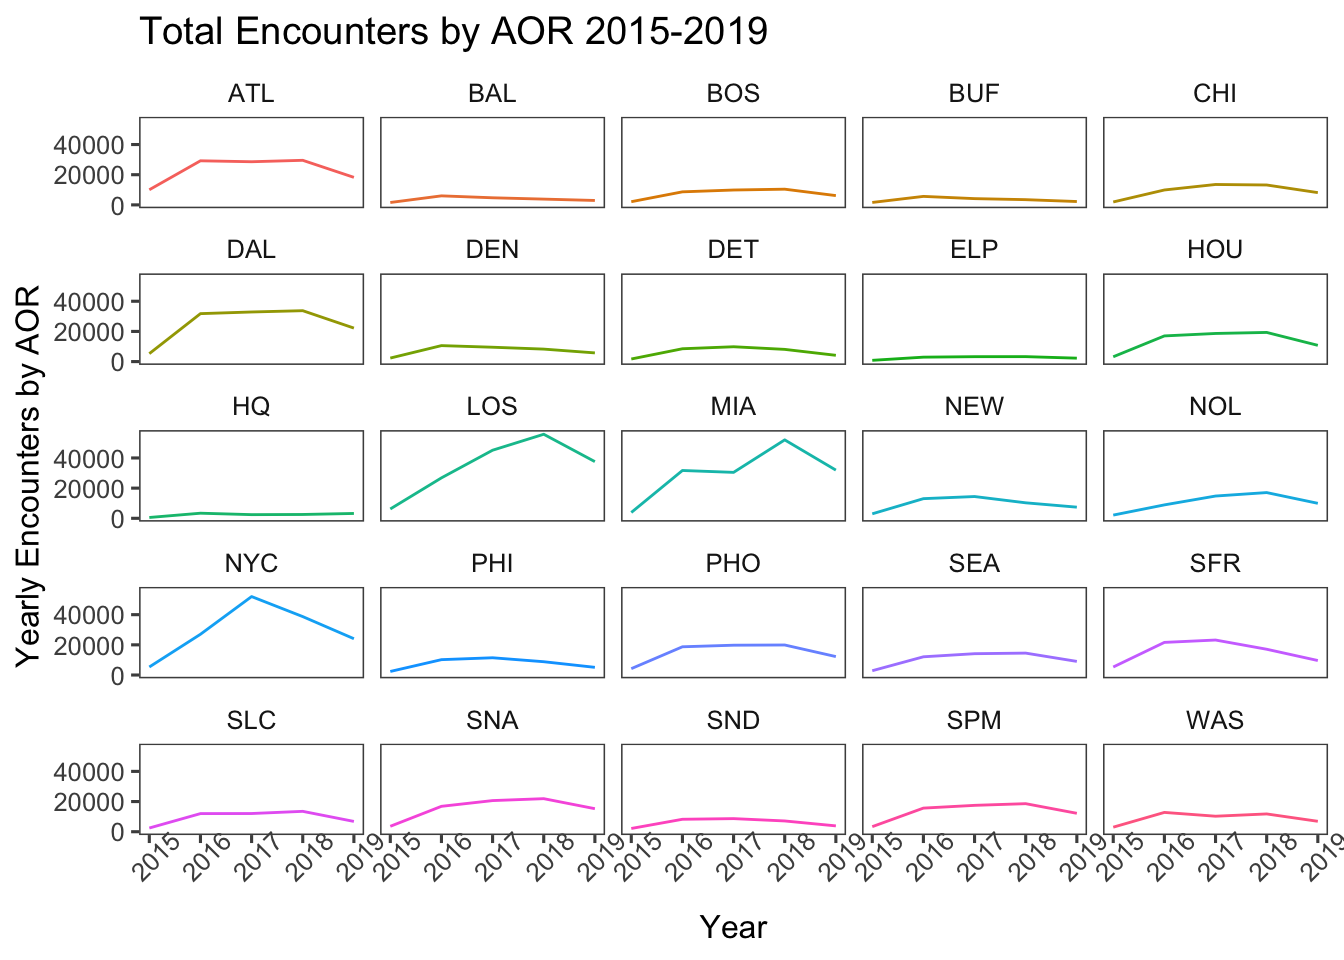 Total Encounters by AOR 2015-2019
ATL BAL BOS BUF CHI
40000
20000
0
DAL DEN DET ELP HOU
40000
20000
0
HQ LOS MIA NEW NOL
40000
20000
0
NYC PHI PHO SEA SFR
40000
20000
0
SLC SNA SND SPM WAS
40000
20000
0
2015 2016 2017 2018 2019 2015 2016 2017 2018 2019 2015 2016 2017 2018 2019 2015 2016 2017 2018 2019 2015 2016 2017 2018 2019
Year
Yearly Encounters by AOR